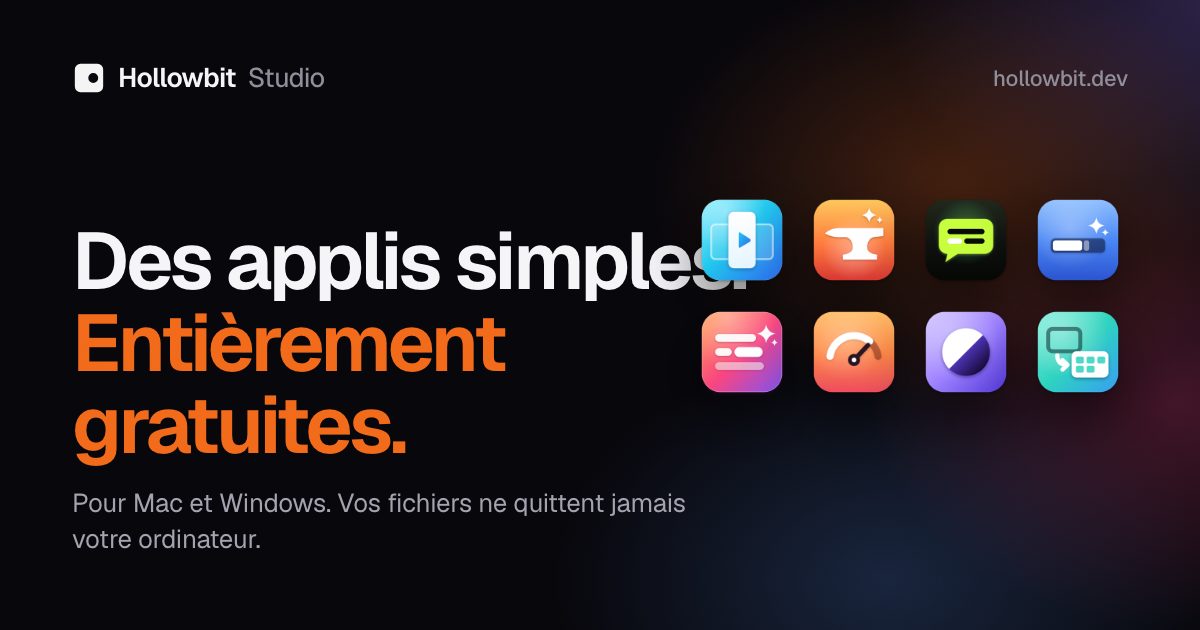 Hollowbit Studio
hollowbit.dev
Des applis simples.
Entièrement
gratuites.
Pour Mac et Windows. Vos fichiers ne quittent jamais
votre ordinateur.